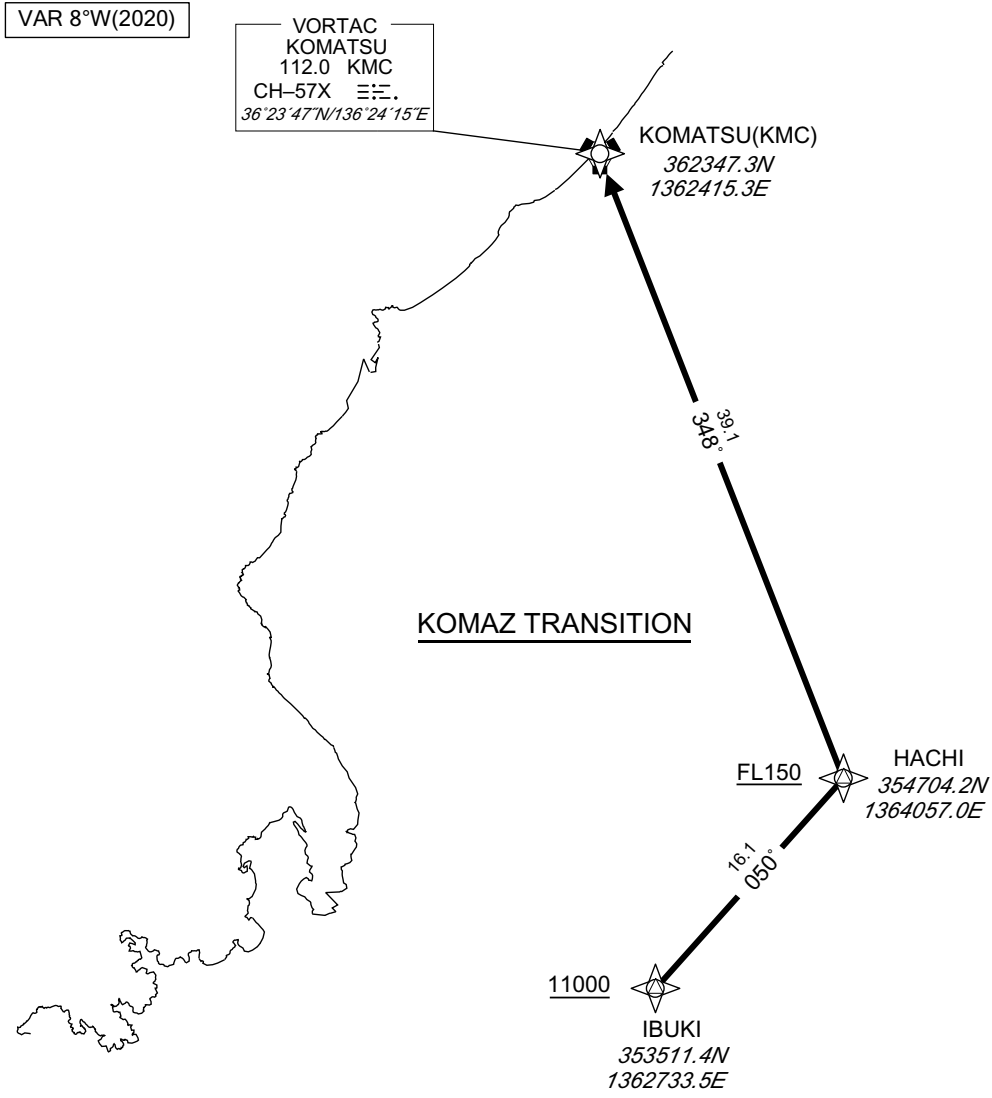 VAR 8°W(2020)
VORTAC
KOMATSU
112.0 KMC
CH–57X
36°23´47˝N/136°24´15˝E
KOMATSU(KMC)
362347.3N
1362415.3E
39.1
348°
KOMAZ TRANSITION
FL150
HACHI
354704.2N
1364057.0E
16.1
050°
11000
IBUKI
353511.4N
1362733.5E